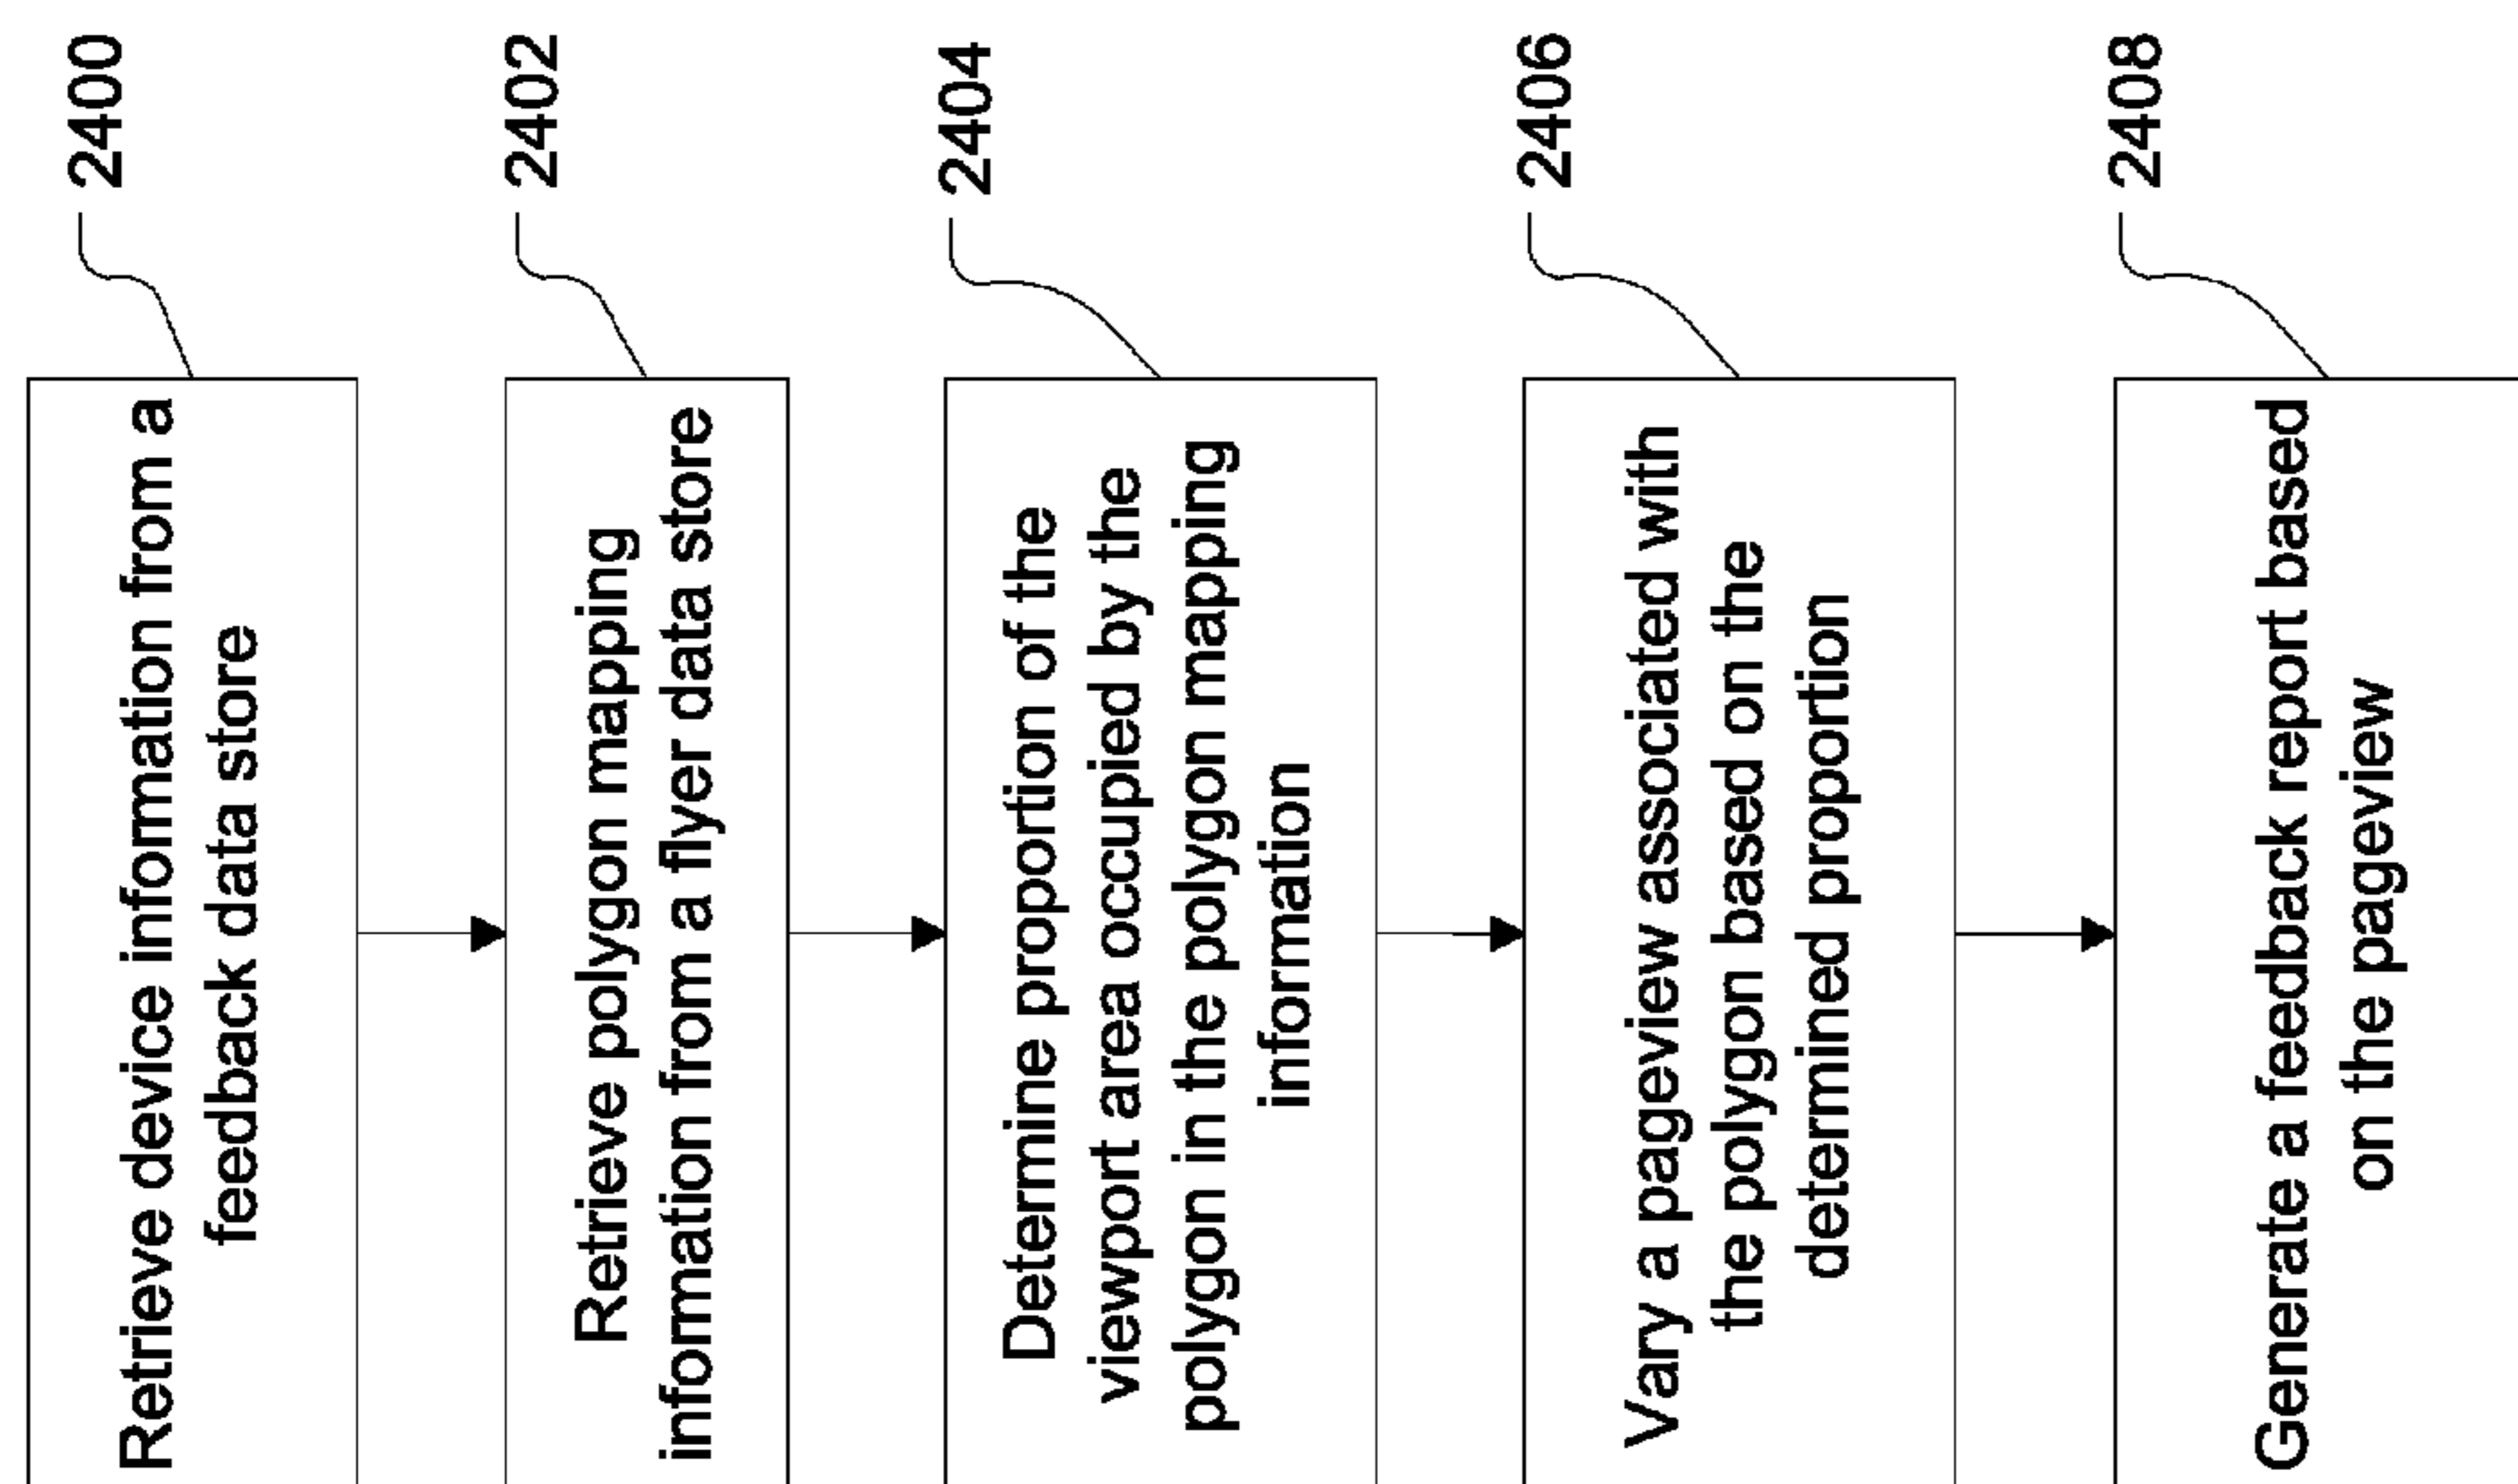 2400
Retrieve device information from a
feedback data store
2402
Retrieve polygon mapping
information from a flyer data store
2404
Determine proportion of the
viewport area occupied by the
polygon in the polygon mapping
information
2406
Vary a pageview associated with
the polygon based on the
determined proportion
2408
Generate a feedback report based
on the pageview